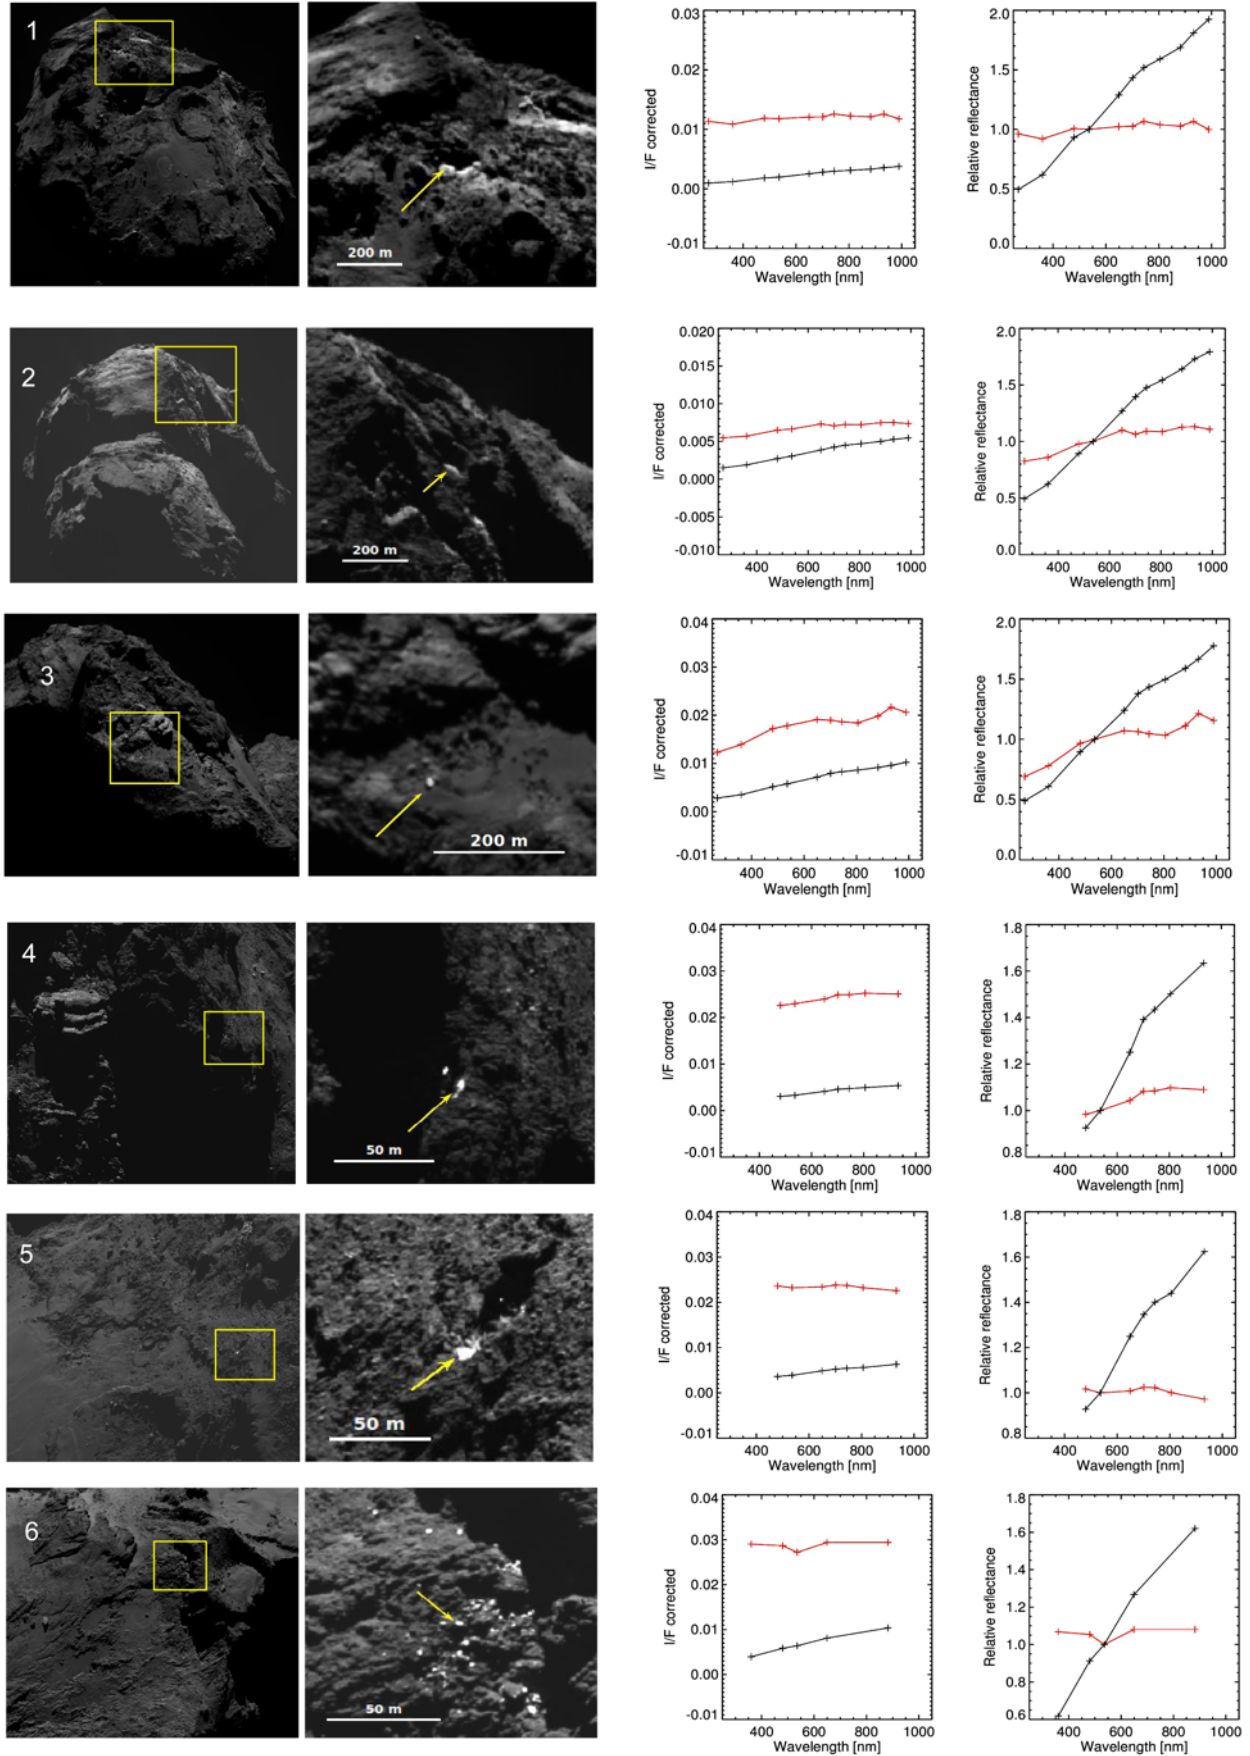 1
200 m
I/F corrected
0.03
0.02
0.01
0.00
-0.01
400 600 800 1000
Wavelength [nm]
Relative reflectance
2.0
1.5
1.0
0.5
0.0
400 600 800 1000
Wavelength [nm]
2
200 m
I/F corrected
0.020
0.015
0.010
0.005
0.000
-0.005
-0.010
400 600 800 1000
Wavelength [nm]
Relative reflectance
2.0
1.5
1.0
0.5
0.0
400 600 800 1000
Wavelength [nm]
3
200 m
I/F corrected
0.04
0.03
0.02
0.01
0.00
-0.01
400 600 800 1000
Wavelength [nm]
Relative reflectance
2.0
1.5
1.0
0.5
0.0
400 600 800 1000
Wavelength [nm]
4
50 m
I/F corrected
0.04
0.03
0.02
0.01
0.00
-0.01
400 600 800 1000
Wavelength [nm]
Relative reflectance
1.8
1.6
1.4
1.2
1.0
0.8
400 600 800 1000
Wavelength [nm]
5
50 m
I/F corrected
0.04
0.03
0.02
0.01
0.00
-0.01
400 600 800 1000
Wavelength [nm]
Relative reflectance
1.8
1.6
1.4
1.2
1.0
0.8
400 600 800 1000
Wavelength [nm]
6
50 m
I/F corrected
0.04
0.03
0.02
0.01
0.00
-0.01
400 600 800 1000
Wavelength [nm]
Relative reflectance
1.8
1.6
1.4
1.2
1.0
0.8
0.6
400 600 800 1000
Wavelength [nm]